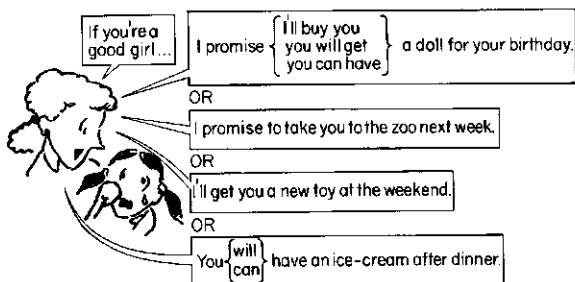 If you're a
good girl...
I promise { I'll buy you
you will get
you can have } a doll for your birthday.
OR
I promise to take you to the zoo next week.
OR
I'll get you a new toy at the weekend.
OR
You { will
can } have an ice-cream after dinner.